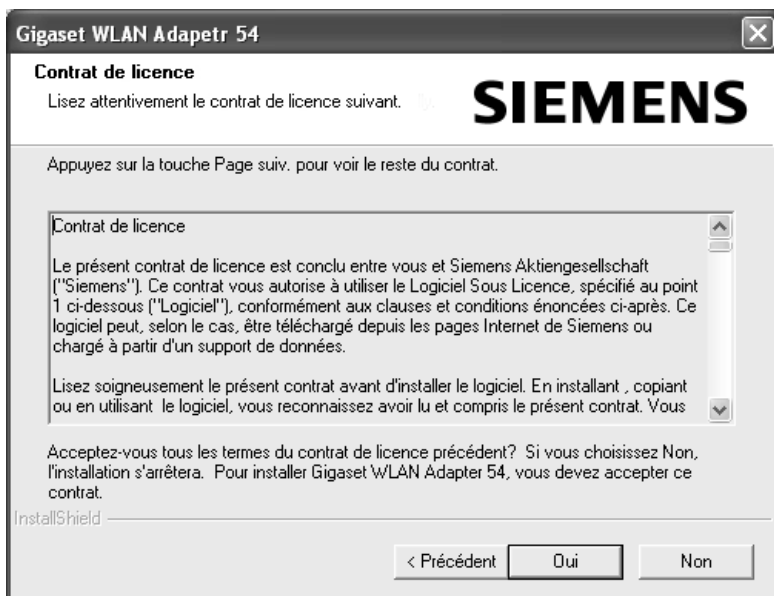 Gigaset WLAN Adapetr 54
Contrat de licence
Lisez attentivement le contrat de licence suivant.
SIEMENS
Appuyez sur la touche Page suiv. pour voir le reste du contrat.
Contrat de licence
Le présent contrat de licence est conclu entre vous et Siemens Aktiengesellschaft
("Siemens"). Ce contrat vous autorise à utiliser le Logiciel Sous Licence, spécifié au point
1 ci-dessous ("Logiciel"), conformément aux clauses et conditions énoncées ci-après. Ce
logiciel peut, selon le cas, être téléchargé depuis les pages Internet de Siemens ou
chargé à partir d'un support de données.
Lisez soigneusement le présent contrat avant d'installer le logiciel. En installant , copiant
ou en utilisant  le logiciel, vous reconnaissez avoir lu et compris le présent contrat. Vous
Acceptez-vous tous les termes du contrat de licence précédent?  Si vous choisissez Non,
l'installation s'arrêtera.  Pour installer Gigaset WLAN Adapter 54, vous devez accepter ce
contrat.
InstallShield
< Précédent
Oui
Non